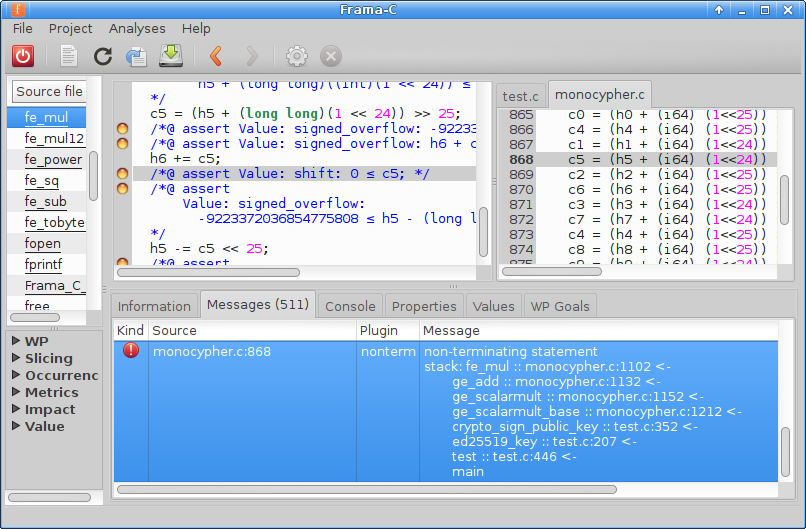 Frama-C
File Project Analyses Help
Source file
fe_mul
fe_mul12
fe_power
fe_sq
fe_sub
fe_tobyte
fopen
fprintf
Frama_C_
free
WP
Slicing
Occurrenc
Metrics
Impact
Value
h5 + (long long)((int)(1 << 24)) ≤
*/
c5 = (h5 + (long long)(1 << 24)) >> 25;
/*@ assert Value: signed_overflow: -92233
/*@ assert Value: signed_overflow: h6 + c
h6 += c5;
/*@ assert Value: shift: 0 ≤ c5; */
/*@ assert
Value: signed_overflow:
-9223372036854775808 ≤ h5 - (long l
*/
h5 -= c5 << 25;
/*@ assert
test.c monocypher.c
865 c0 = (h0 + (i64) (1<<25))
866 c4 = (h4 + (i64) (1<<25))
867 c1 = (h1 + (i64) (1<<24))
868 c5 = (h5 + (i64) (1<<24))
869 c2 = (h2 + (i64) (1<<25))
870 c6 = (h6 + (i64) (1<<25))
871 c3 = (h3 + (i64) (1<<24))
872 c7 = (h7 + (i64) (1<<24))
873 c4 = (h4 + (i64) (1<<25))
874 c8 = (h8 + (i64) (1<<25))
875 c9 = (h9 + (i64) (1<<24))
Information Messages (511) Console Properties Values WP Goals
Kind Source Plugin Message
monocypher.c:868 nonterm non-terminating statement
stack: fe_mul :: monocypher.c:1102 <-
ge_add :: monocypher.c:1132 <-
ge_scalarmult :: monocypher.c:1152 <-
ge_scalarmult_base :: monocypher.c:1212 <-
crypto_sign_public_key :: test.c:352 <-
ed25519_key :: test.c:207 <-
test :: test.c:446 <-
main